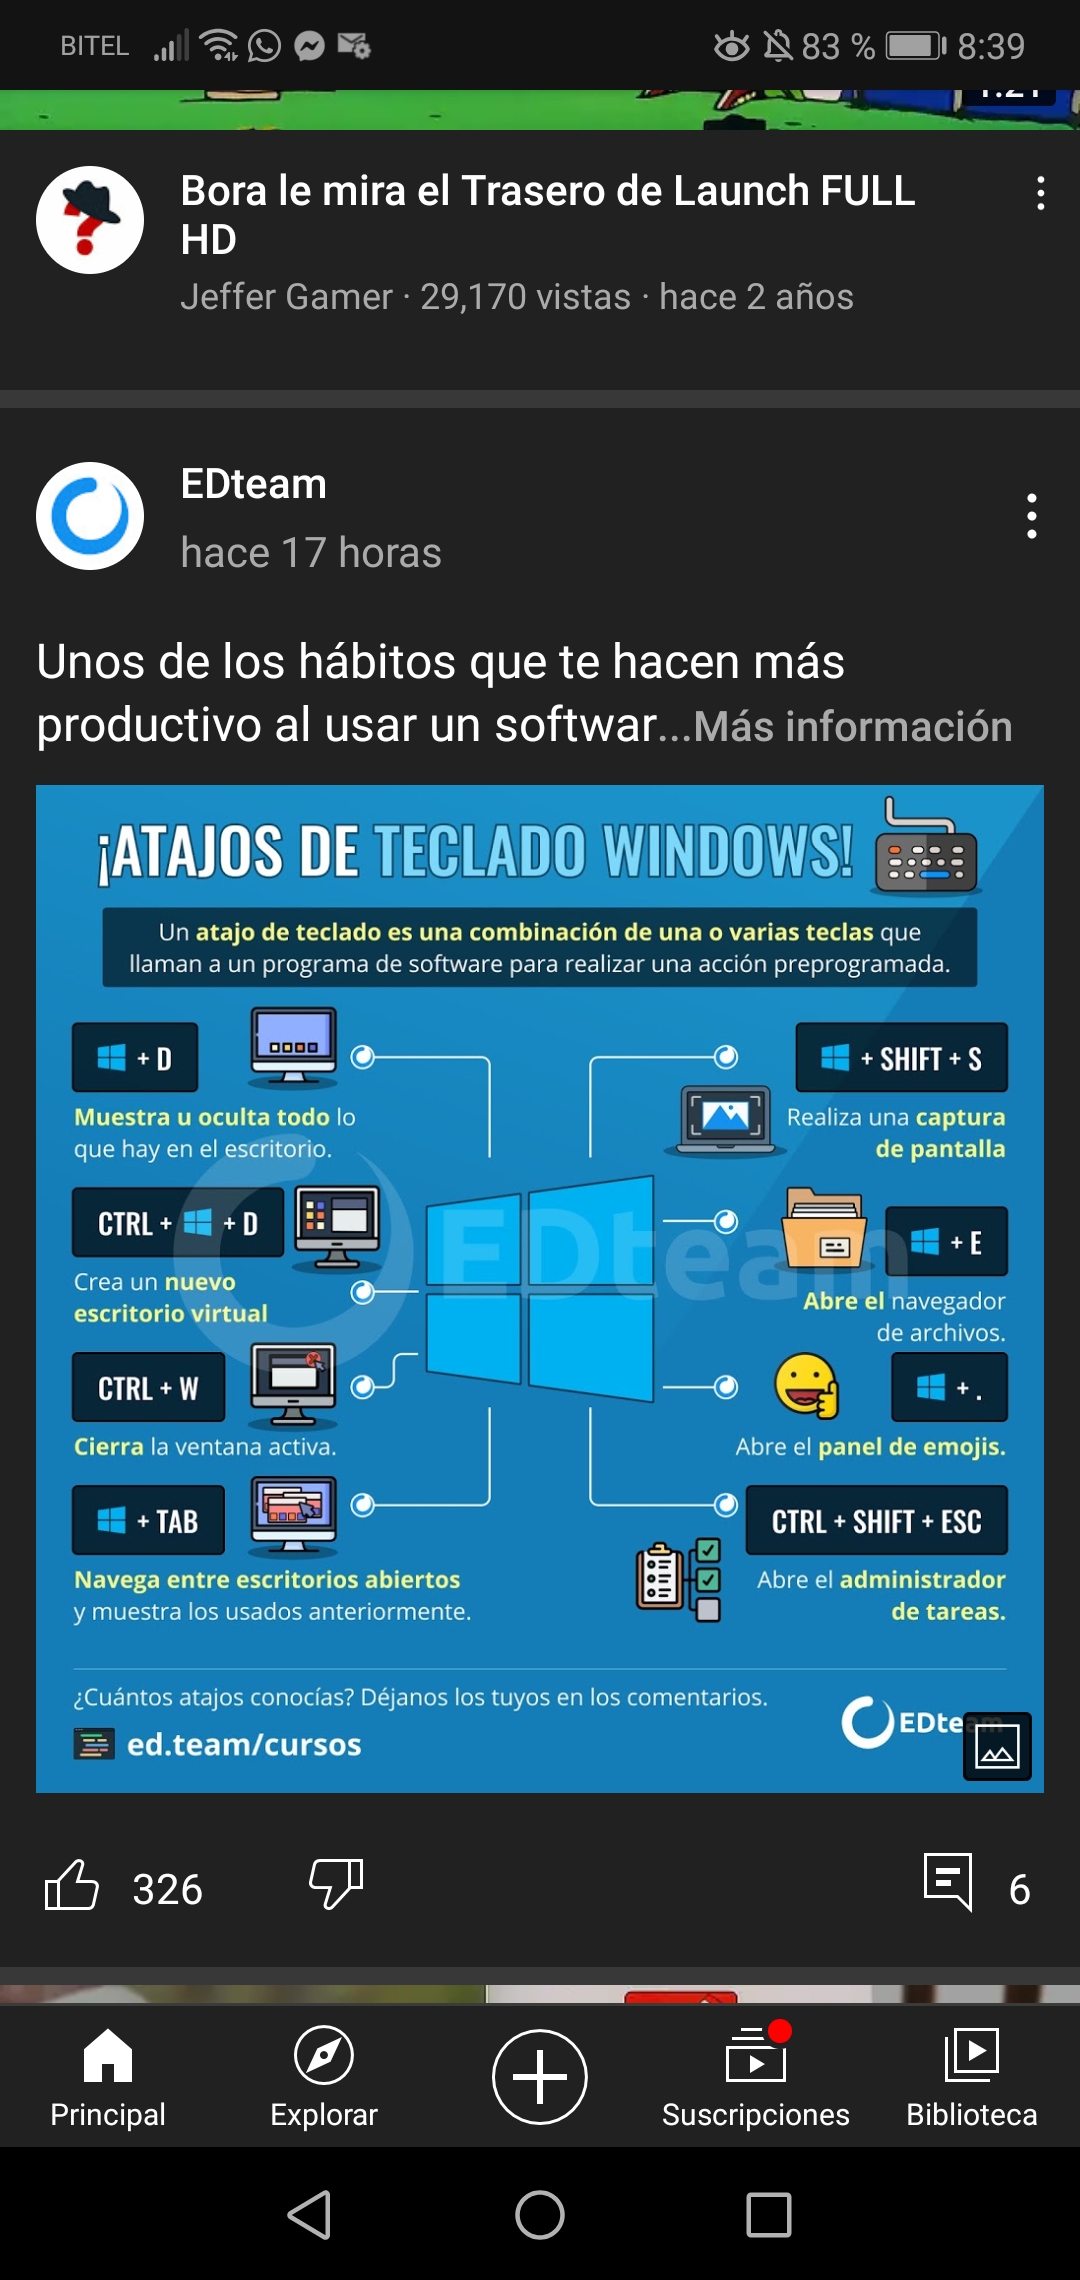 BITEL
83 %
8:39
1:21
Bora le mira el Trasero de Launch FULL
HD
Jeffer Gamer · 29,170 vistas · hace 2 años
EDteam
hace 17 horas
Unos de los hábitos que te hacen más
productivo al usar un softwar...Más información
¡ATAJOS DE TECLADO WINDOWS!
Un atajo de teclado es una combinación de una o varias teclas que
llaman a un programa de software para realizar una acción preprogramada.
+ D
Muestra u oculta todo lo
que hay en el escritorio.
CTRL + + D
Crea un nuevo
escritorio virtual
CTRL + W
Cierra la ventana activa.
+ TAB
Navega entre escritorios abiertos
y muestra los usados anteriormente.
+ SHIFT + S
Realiza una captura
de pantalla
+ E
Abre el navegador
de archivos.
+ .
Abre el panel de emojis.
CTRL + SHIFT + ESC
Abre el administrador
de tareas.
EDteam
¿Cuántos atajos conocías? Déjanos los tuyos en los comentarios.
ed.team/cursos
EDteam
326
6
Principal
Explorar
Suscripciones
Biblioteca